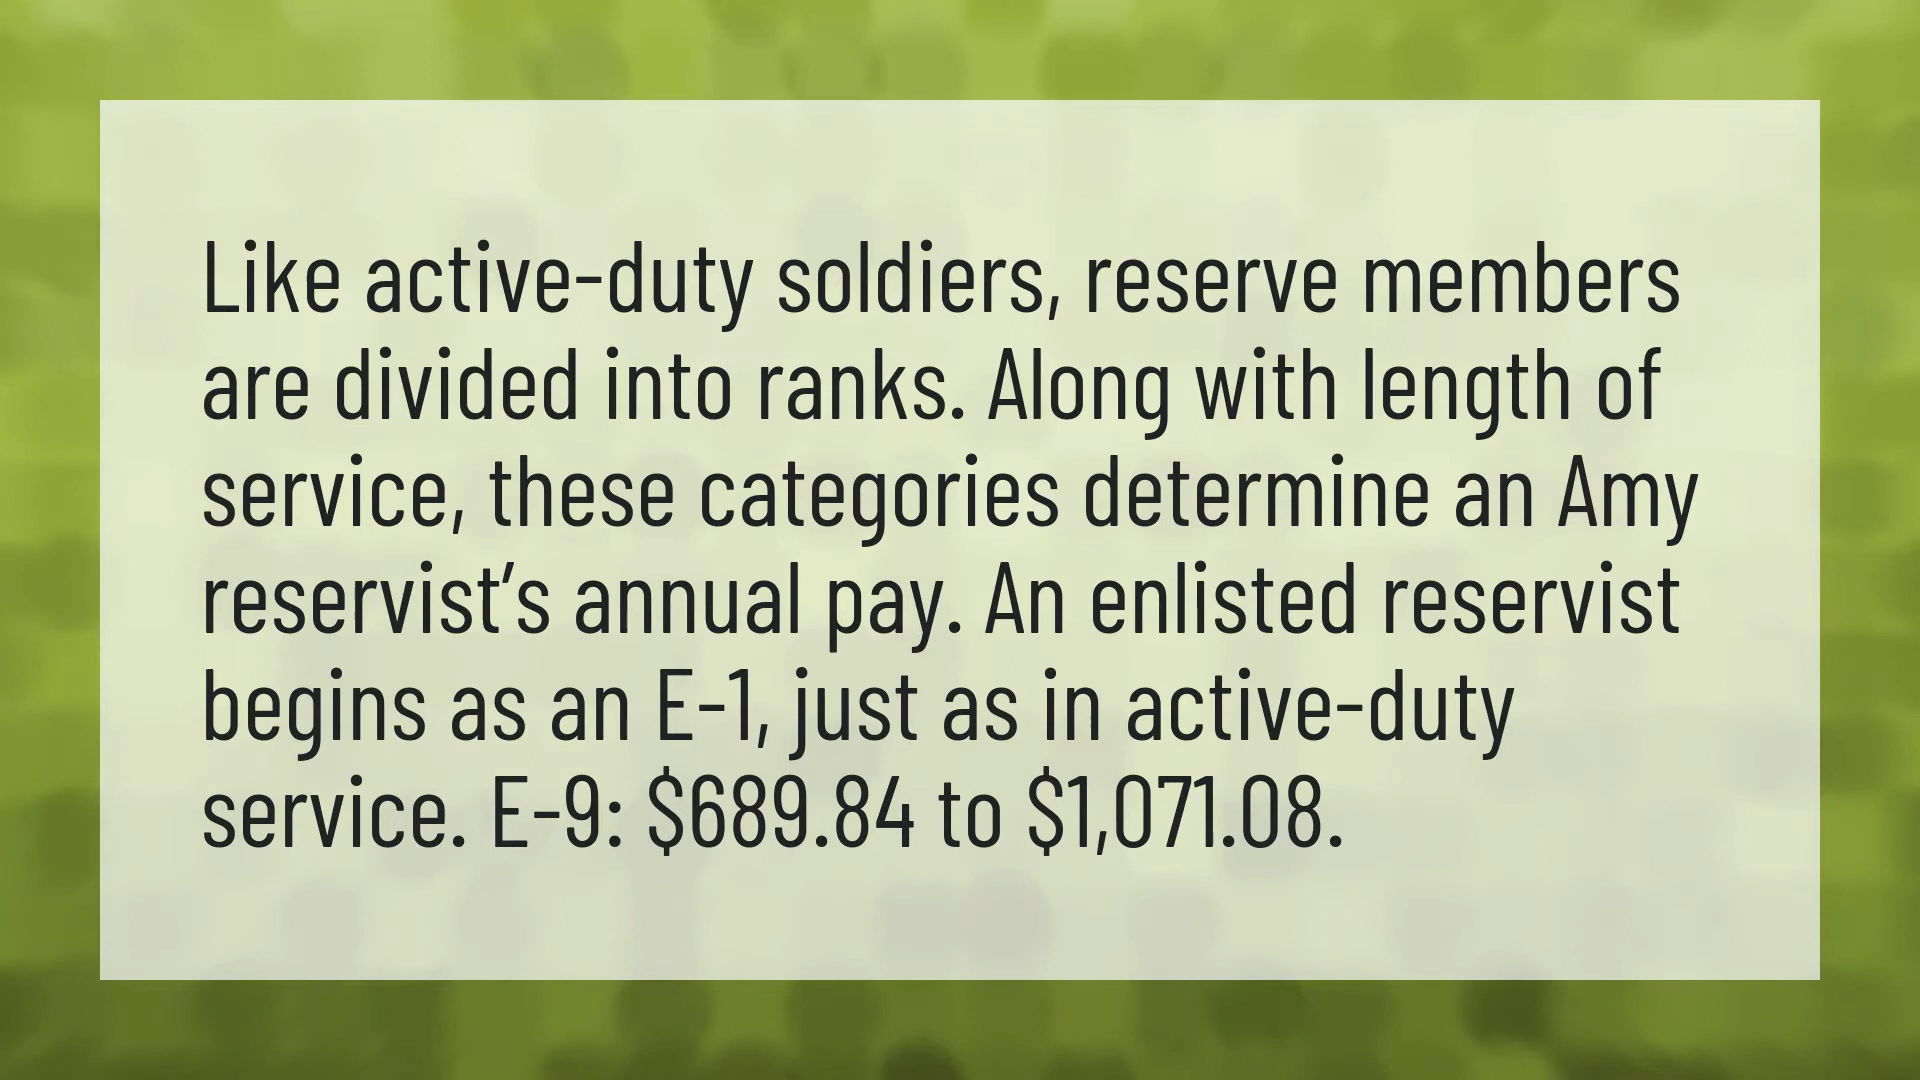 Like active-duty soldiers, reserve members
are divided into ranks. Along with length of
service, these categories determine an Amy
reservist’s annual pay. An enlisted reservist
begins as an E-1, just as in active-duty
service. E-9: $689.84 to $1,071.08.